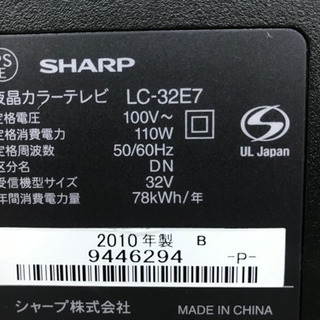 PS
E
SHARP
液晶カラーテレビ LC-32E7
定格電圧 100V～
定格消費電力 110W
定格周波数 50/60Hz
区分名 DN
受信機型サイズ 32V
年間消費電力量 78kWh/年
UL Japan
2010年製 B
9446294 -P-
シャープ株式会社 MADE IN CHINA